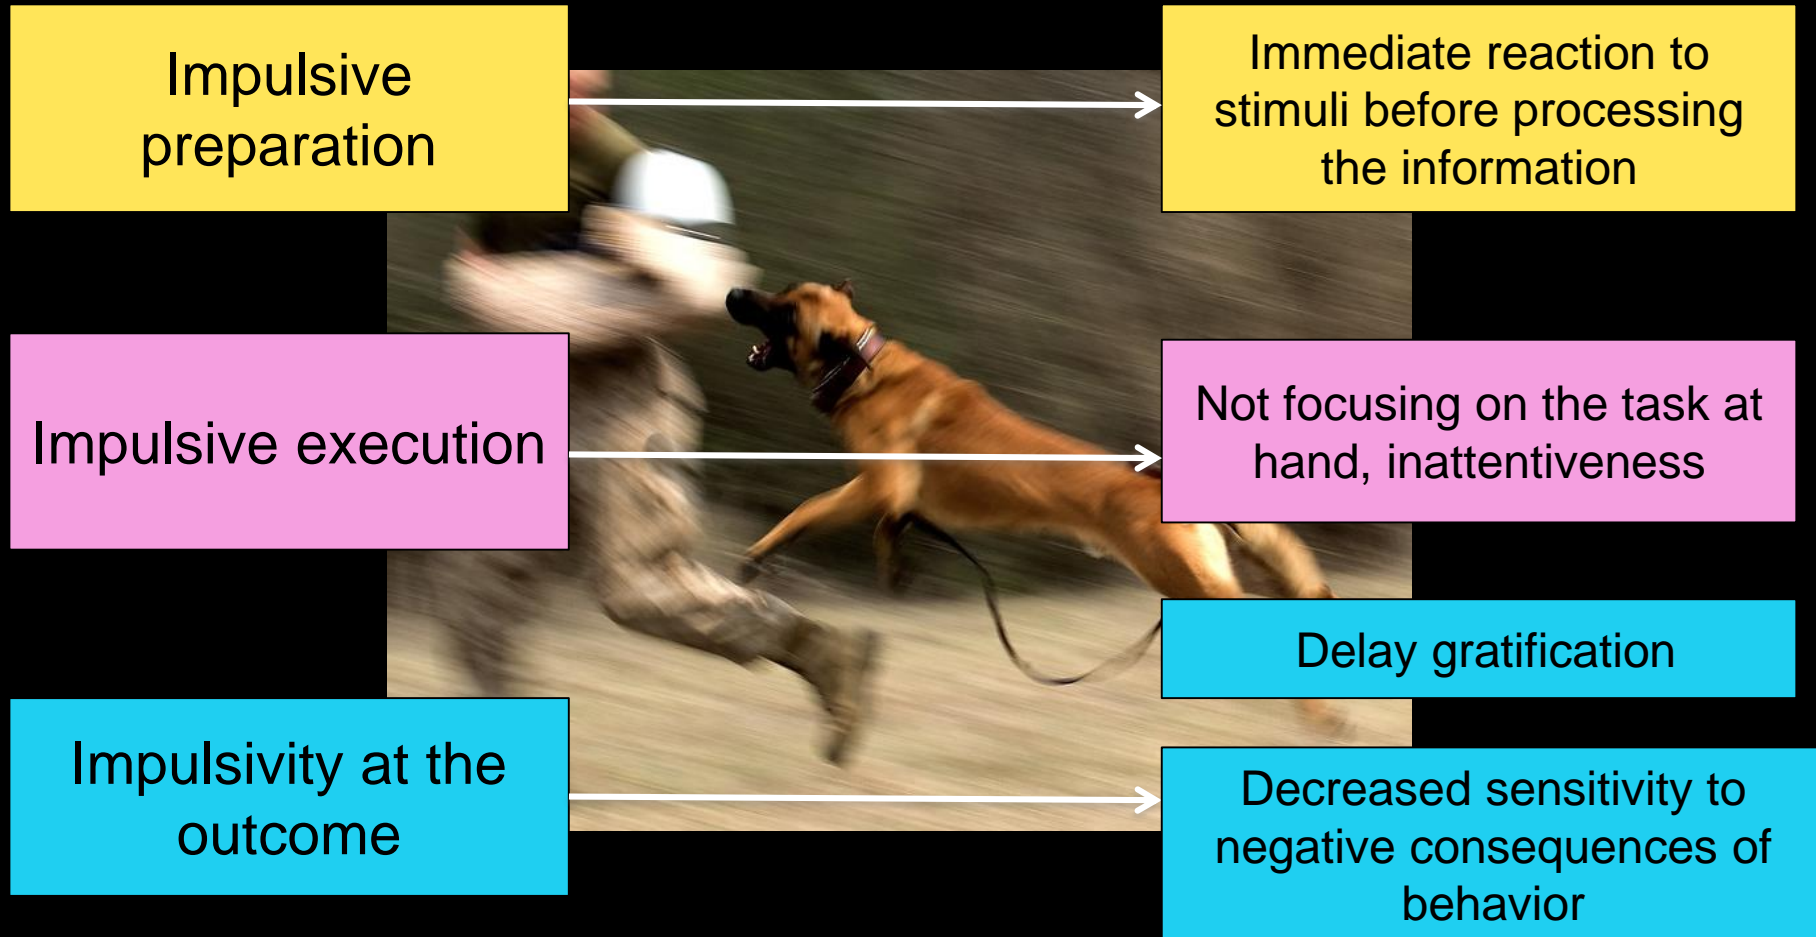 Impulsive
preparation
Immediate reaction to
stimuli before processing
the information
Impulsive execution
Not focusing on the task at
hand, inattentiveness
Delay gratification
Impulsivity at the
outcome
Decreased sensitivity to
negative consequences of
behavior